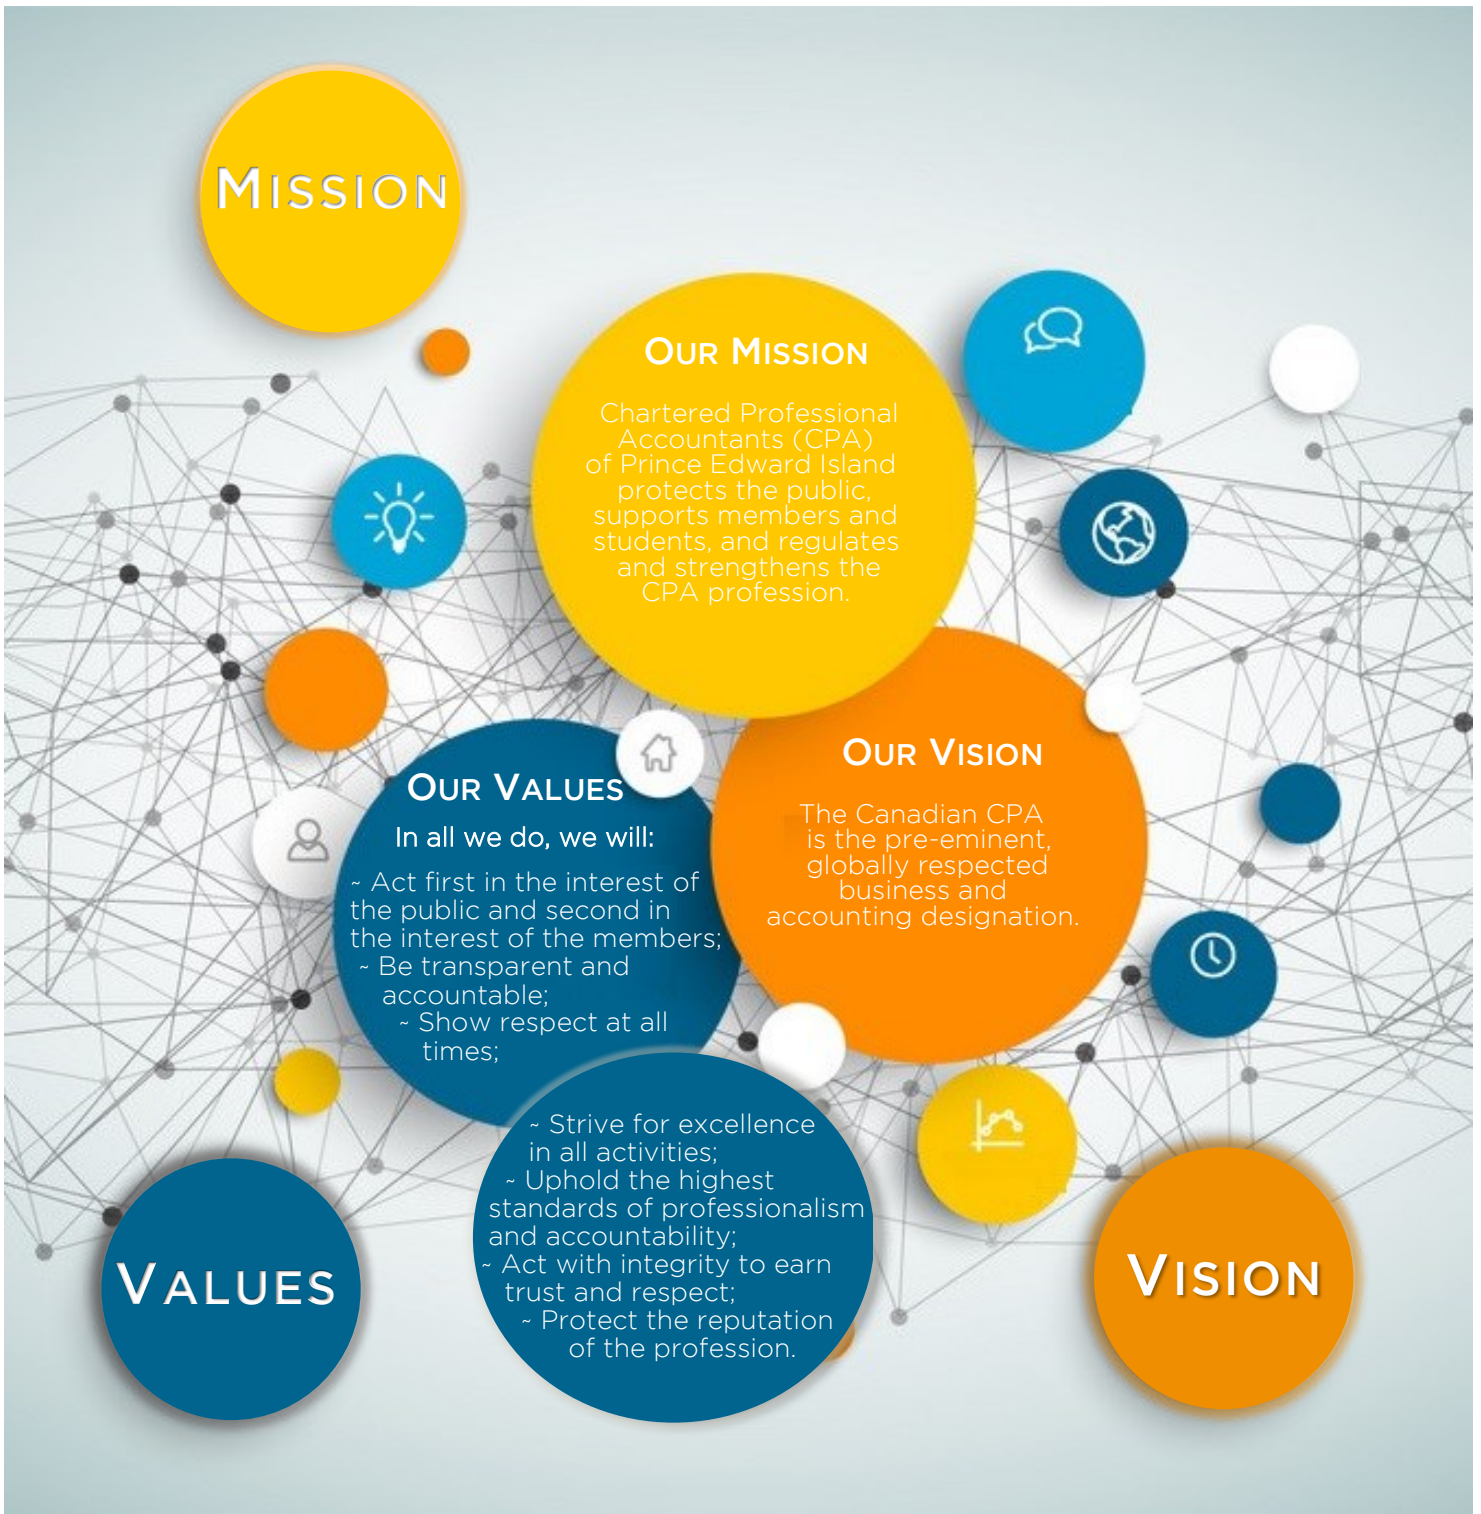 MISSION
OUR MISSION
Chartered Professional
Accountants (CPA)
of Prince Edward Island
protects the public,
supports members and
students, and regulates
and strengthens the
CPA profession.
OUR VISION
The Canadian CPA
is the pre-eminent,
globally respected
business and
accounting designation.
OUR VALUES
In all we do, we will:
~ Act first in the interest of
the public and second in
the interest of the members;
~ Be transparent and
accountable;
~ Show respect at all
times;
~ Strive for excellence
in all activities;
~ Uphold the highest
standards of professionalism
and accountability;
~ Act with integrity to earn
trust and respect;
~ Protect the reputation
of the profession.
VALUES
VISION